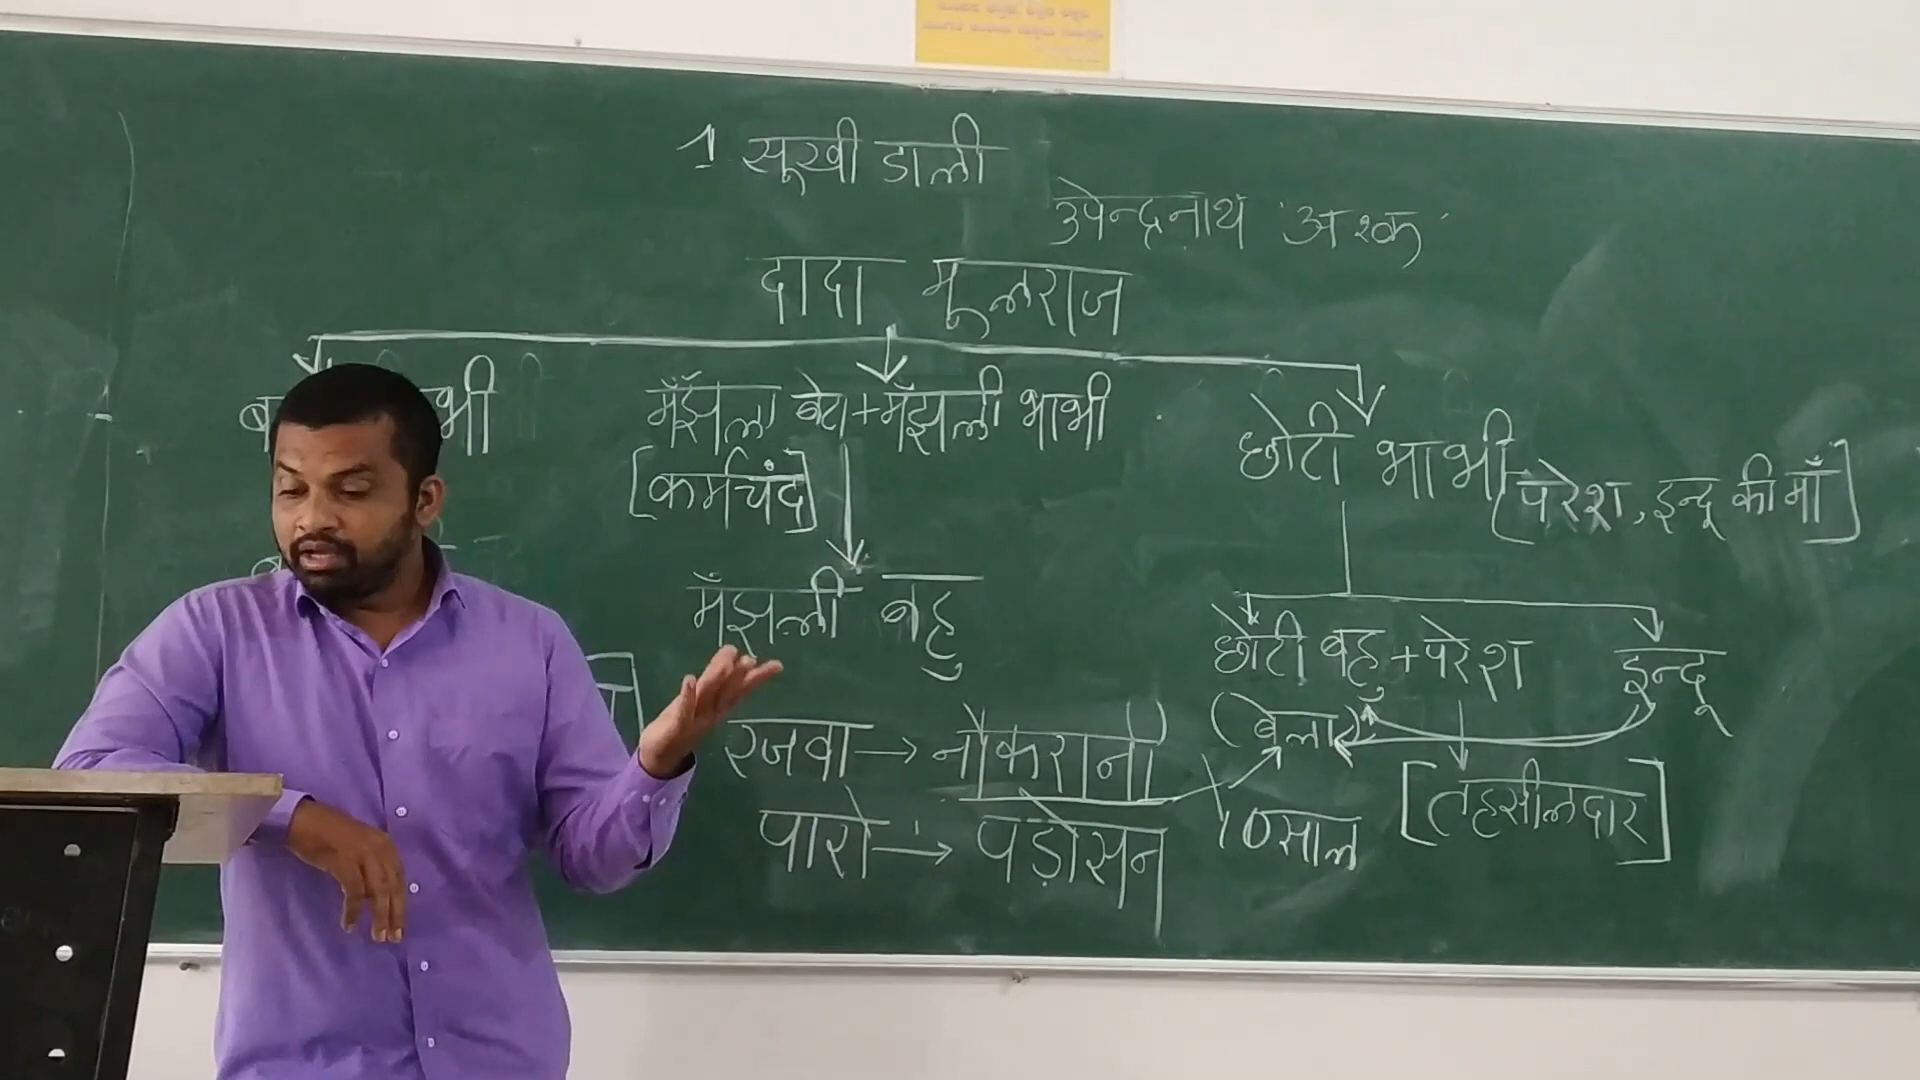 1 सूखी डाली
उपेन्द्रनाथ 'अश्क'
दादा मूलराज
भी मँझला बेटा+मँझली भाभी छोटी भाभी [परेश, इन्दू की माँ]
[कर्मचंद]
मँझली बहु छोटी बहु+परेश इन्दू
रजवा→नौकरानी (बेला) [तहसीलदार]
पारो→पड़ोसन 10साल